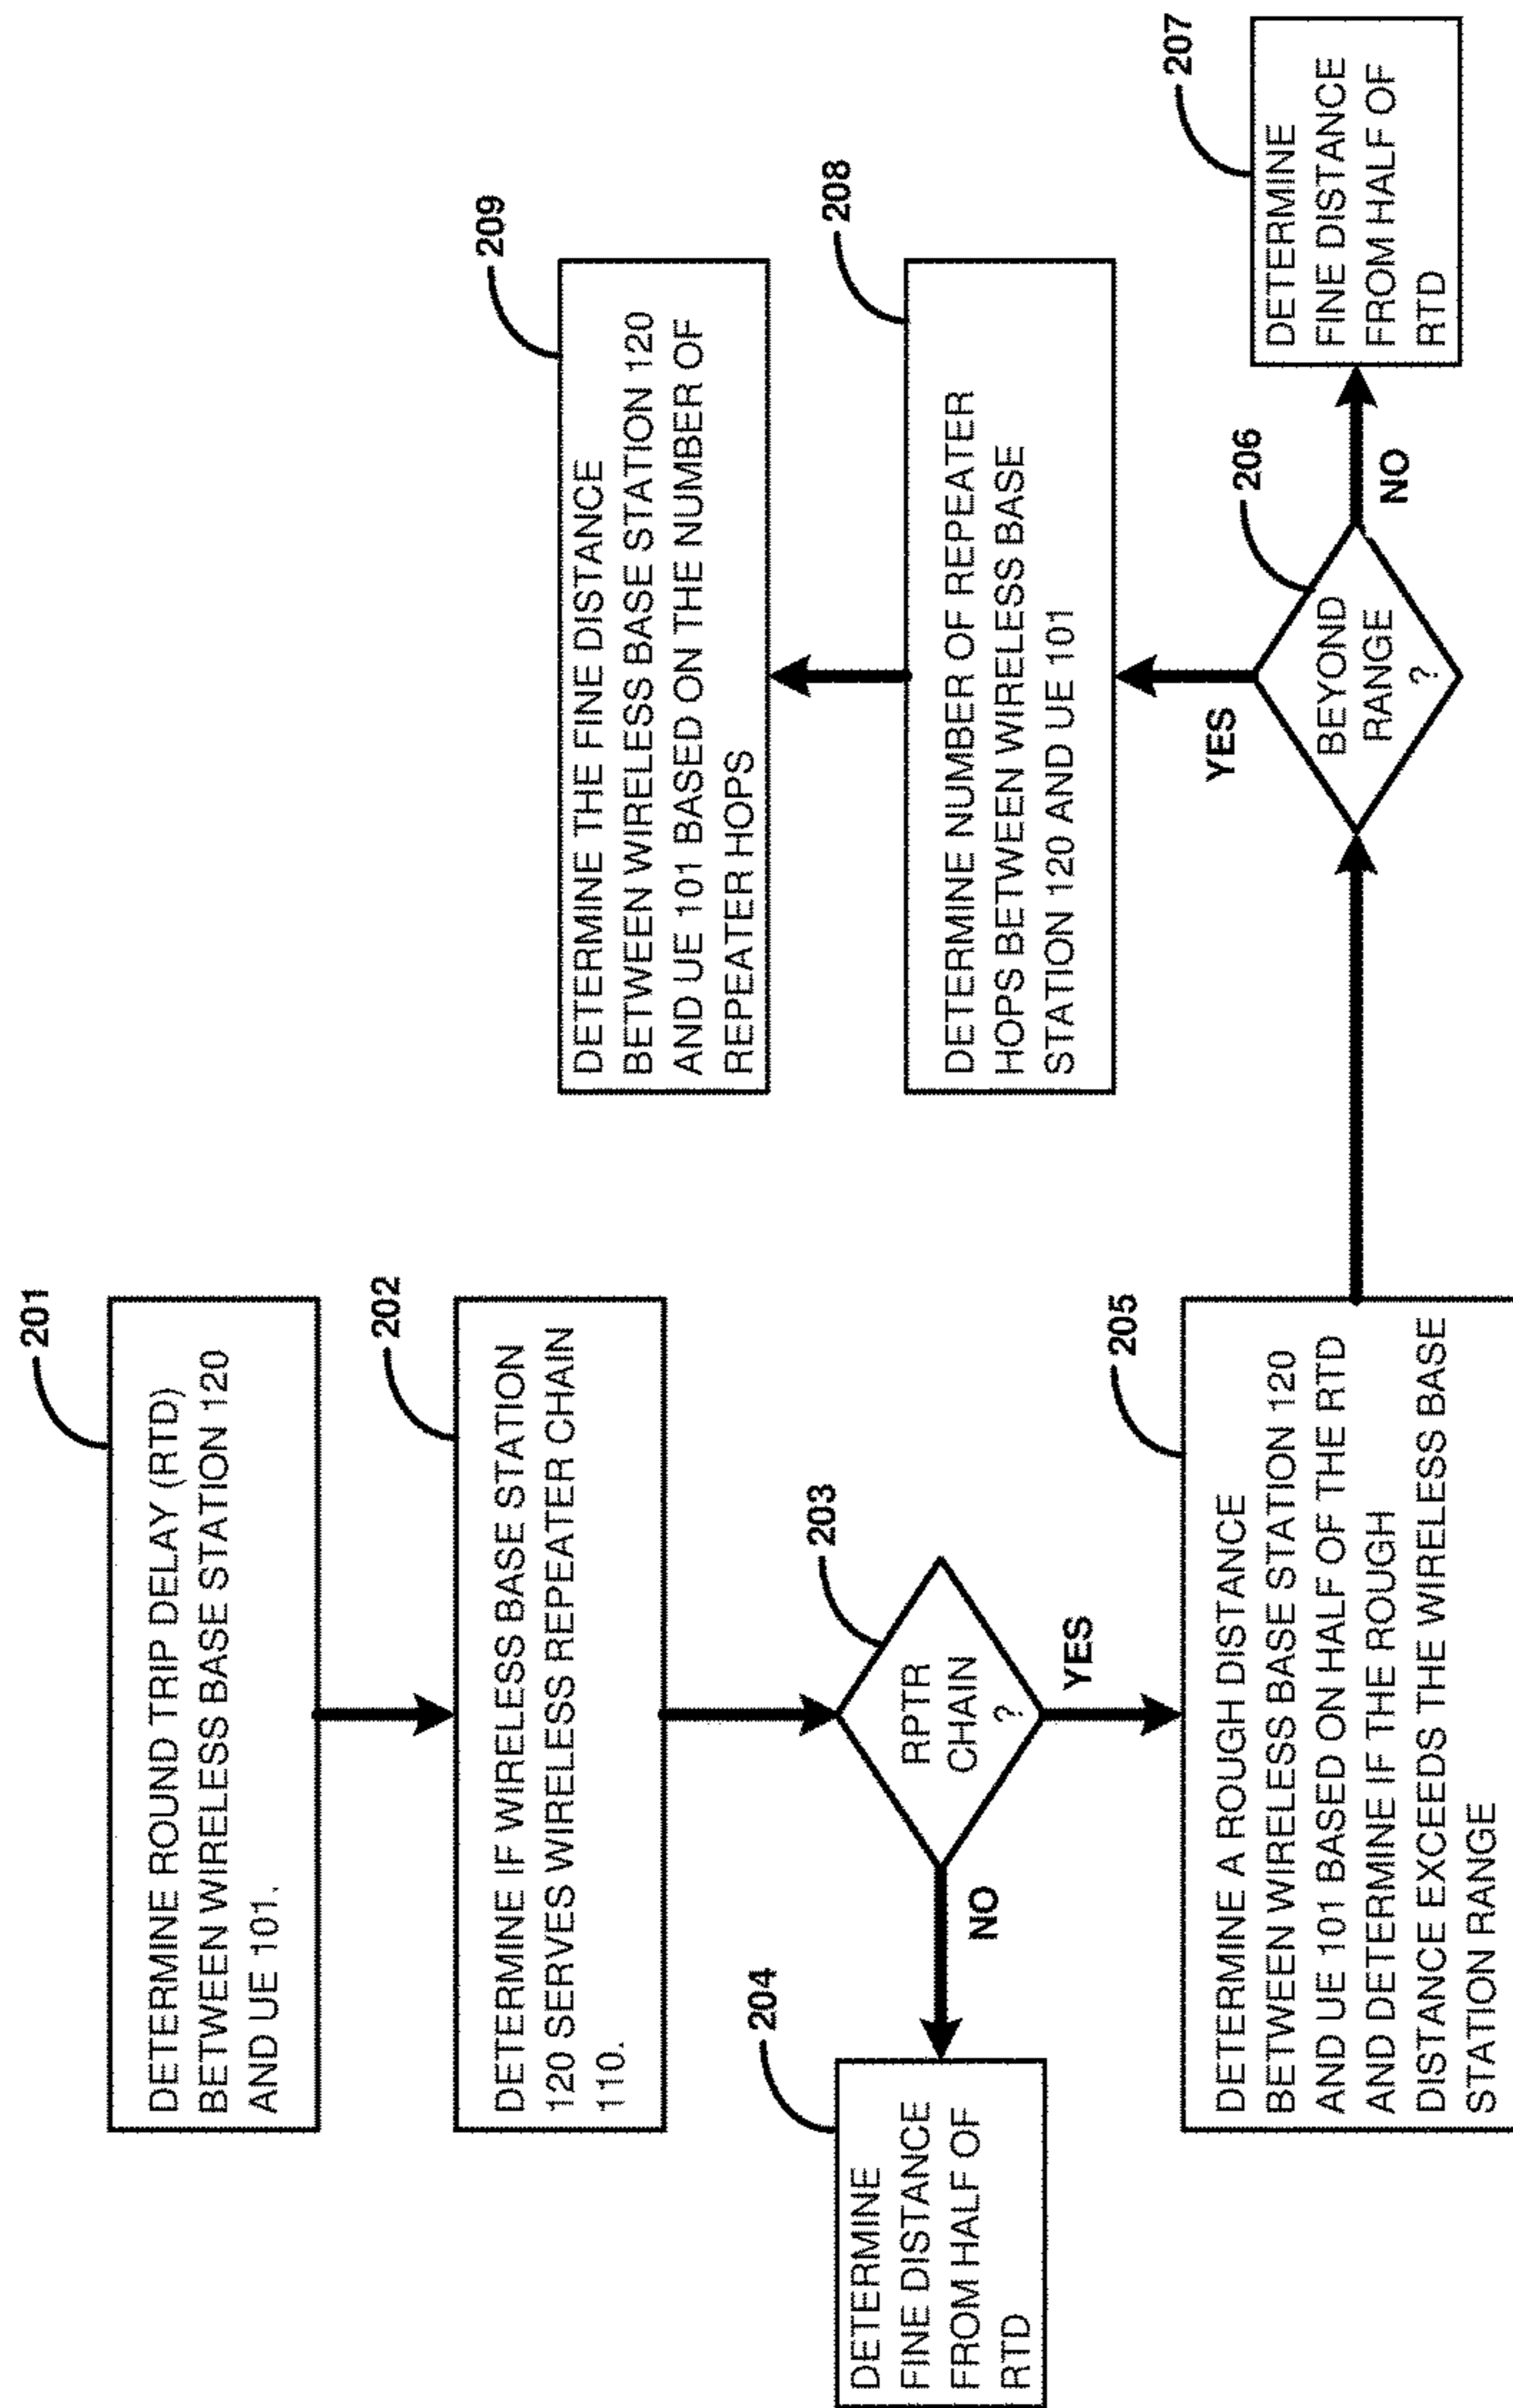 201
DETERMINE ROUND TRIP DELAY (RTD)
BETWEEN WIRELESS BASE STATION 120
AND UE 101.
202
DETERMINE IF WIRELESS BASE STATION
120 SERVES WIRELESS REPEATER CHAIN
110.
203
RPTR
CHAIN
?
NO
YES
204
DETERMINE
FINE DISTANCE
FROM HALF OF
RTD
205
DETERMINE A ROUGH DISTANCE
BETWEEN WIRELESS BASE STATION 120
AND UE 101 BASED ON HALF OF THE RTD
AND DETERMINE IF THE ROUGH
DISTANCE EXCEEDS THE WIRELESS BASE
STATION RANGE
206
BEYOND
RANGE
?
YES
NO
207
DETERMINE
FINE DISTANCE
FROM HALF OF
RTD
208
DETERMINE NUMBER OF REPEATER
HOPS BETWEEN WIRELESS BASE
STATION 120 AND UE 101
209
DETERMINE THE FINE DISTANCE
BETWEEN WIRELESS BASE STATION 120
AND UE 101 BASED ON THE NUMBER OF
REPEATER HOPS